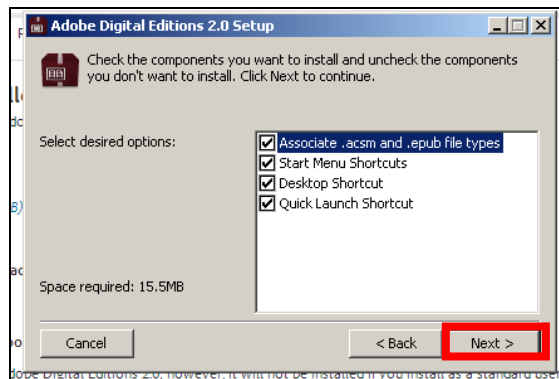 Adobe Digital Editions 2.0 Setup
Check the components you want to install and uncheck the components
you don't want to install. Click Next to continue.
Select desired options:
Associate .acsm and .epub file types
Start Menu Shortcuts
Desktop Shortcut
Quick Launch Shortcut
Space required: 15.5MB
Cancel
< Back
Next >
dobe Digital Editions 2.0, however, it will not be installed if you install as a standard use